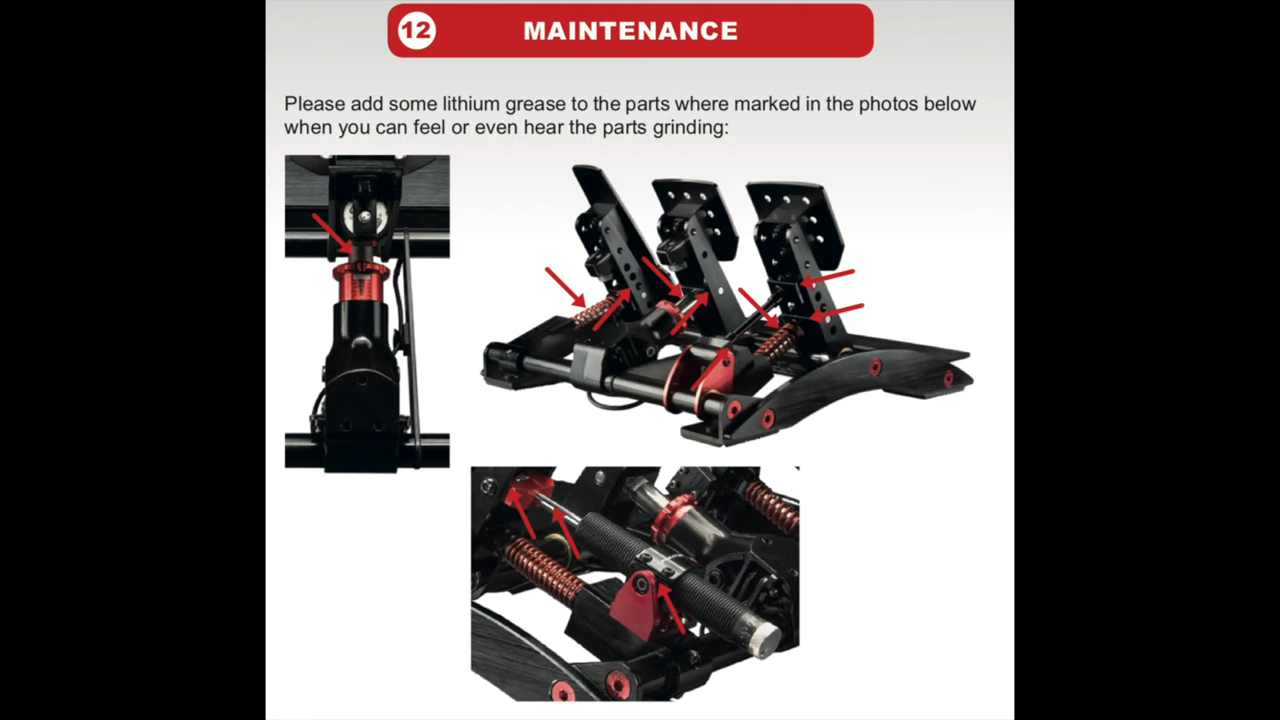 12 MAINTENANCE
Please add some lithium grease to the parts where marked in the photos below
when you can feel or even hear the parts grinding: